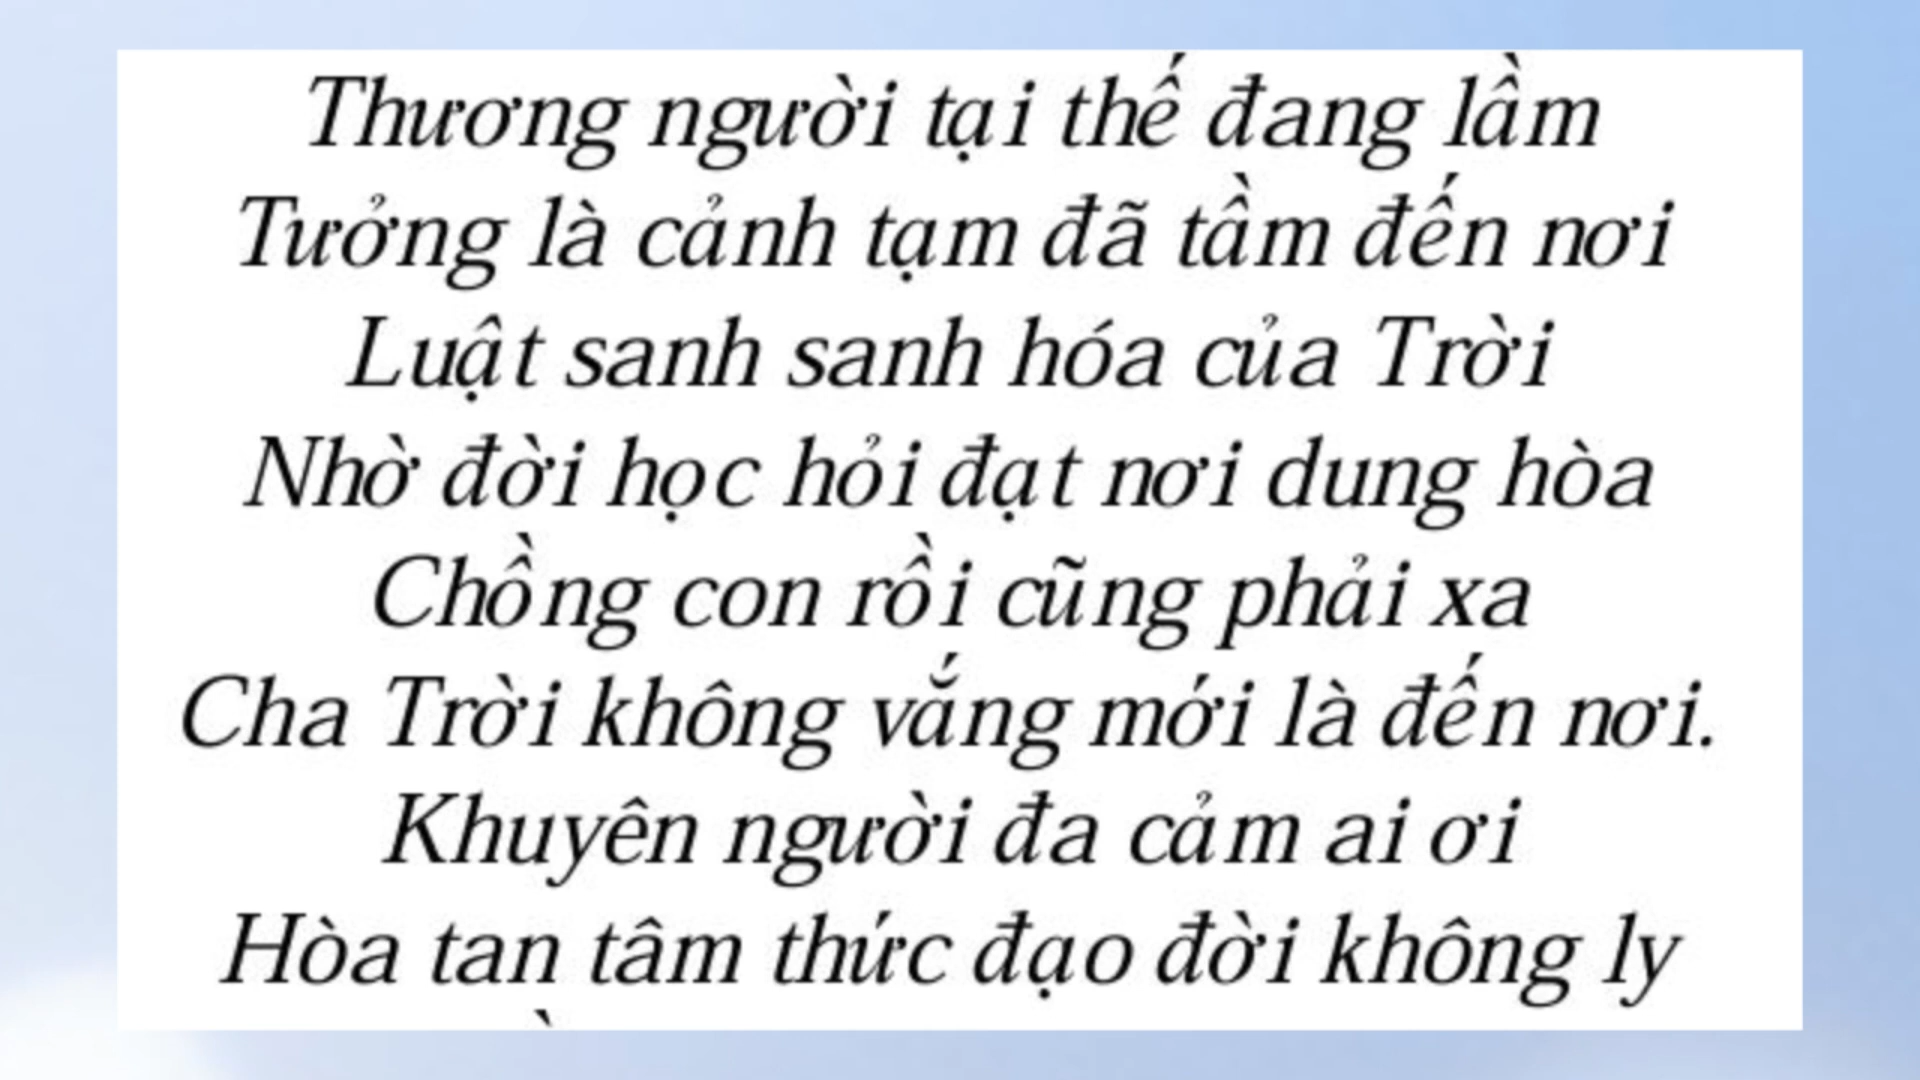 Thương người tại thế đang lầm
Tưởng là cảnh tạm đã tầm đến nơi
Luật sanh sanh hóa của Trời
Nhờ đời học hỏi đạt nơi dung hòa
Chồng con rồi cũng phải xa
Cha Trời không vắng mới là đến nơi.
Khuyên người đa cảm ai ơi
Hòa tan tâm thức đạo đời không ly